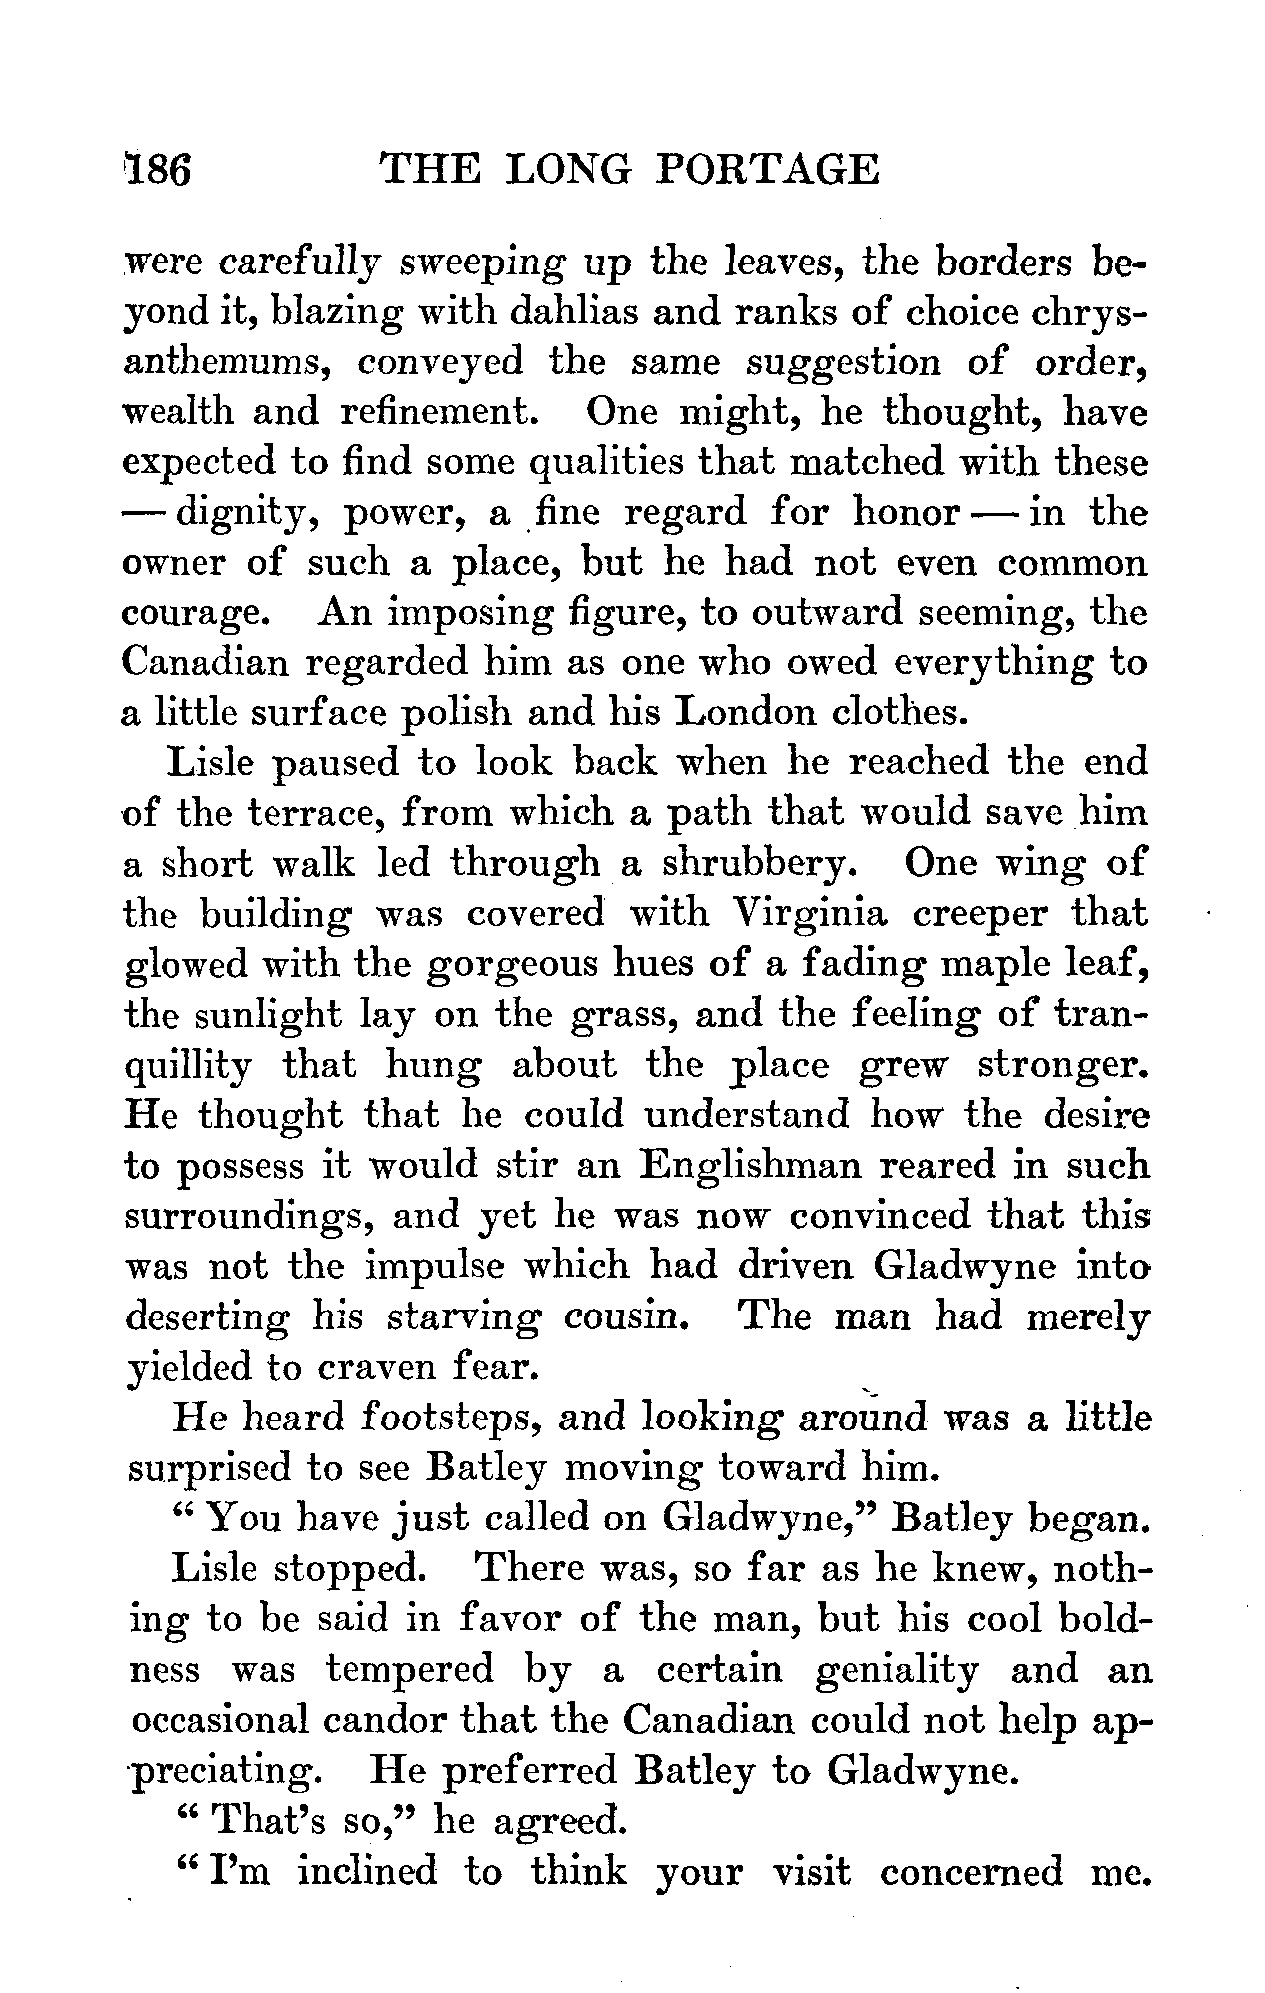 186 THE LONG PORTAGE
were carefully sweeping up the leaves, the borders be-
yond it, blazing with dahlias and ranks of choice chrys-
anthemums, conveyed the same suggestion of order,
wealth and refinement. One might, he thought, have
expected to find some qualities that matched with these
— dignity, power, a fine regard for honor — in the
owner of such a place, but he had not even common
courage. An imposing figure, to outward seeming, the
Canadian regarded him as one who owed everything to
a little surface polish and his London clothes.
Lisle paused to look back when he reached the end
of the terrace, from which a path that would save him
a short walk led through a shrubbery. One wing of
the building was covered with Virginia creeper that
glowed with the gorgeous hues of a fading maple leaf,
the sunlight lay on the grass, and the feeling of tran-
quillity that hung about the place grew stronger.
He thought that he could understand how the desire
to possess it would stir an Englishman reared in such
surroundings, and yet he was now convinced that this
was not the impulse which had driven Gladwyne into
deserting his starving cousin. The man had merely
yielded to craven fear.
He heard footsteps, and looking around was a little
surprised to see Batley moving toward him.
“ You have just called on Gladwyne,” Batley began.
Lisle stopped. There was, so far as he knew, noth-
ing to be said in favor of the man, but his cool bold-
ness was tempered by a certain geniality and an
occasional candor that the Canadian could not help ap-
preciating. He preferred Batley to Gladwyne.
“ That’s so,” he agreed.
“ I’m inclined to think your visit concerned me.